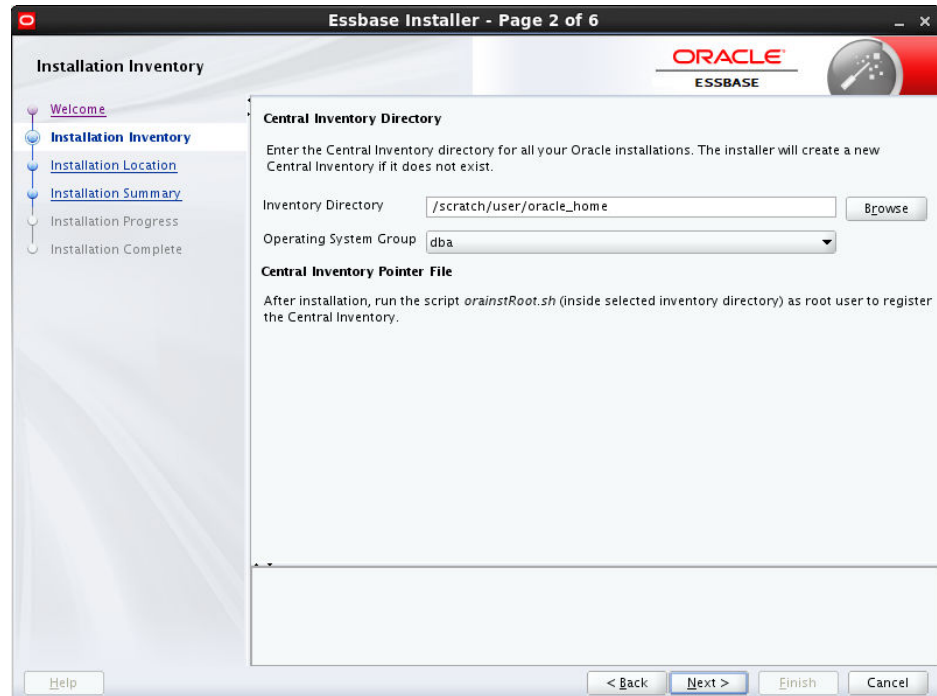 Essbase Installer - Page 2 of 6
Installation Inventory
ORACLE
ESSBASE
Welcome
Installation Inventory
Installation Location
Installation Summary
Installation Progress
Installation Complete
Central Inventory Directory
Enter the Central Inventory directory for all your Oracle installations. The installer will create a new
Central Inventory if it does not exist.
Inventory Directory /scratch/user/oracle_home Browse
Operating System Group dba
Central Inventory Pointer File
After installation, run the script orainstRoot.sh (inside selected inventory directory) as root user to register
the Central Inventory.
Help < Back Next > Finish Cancel